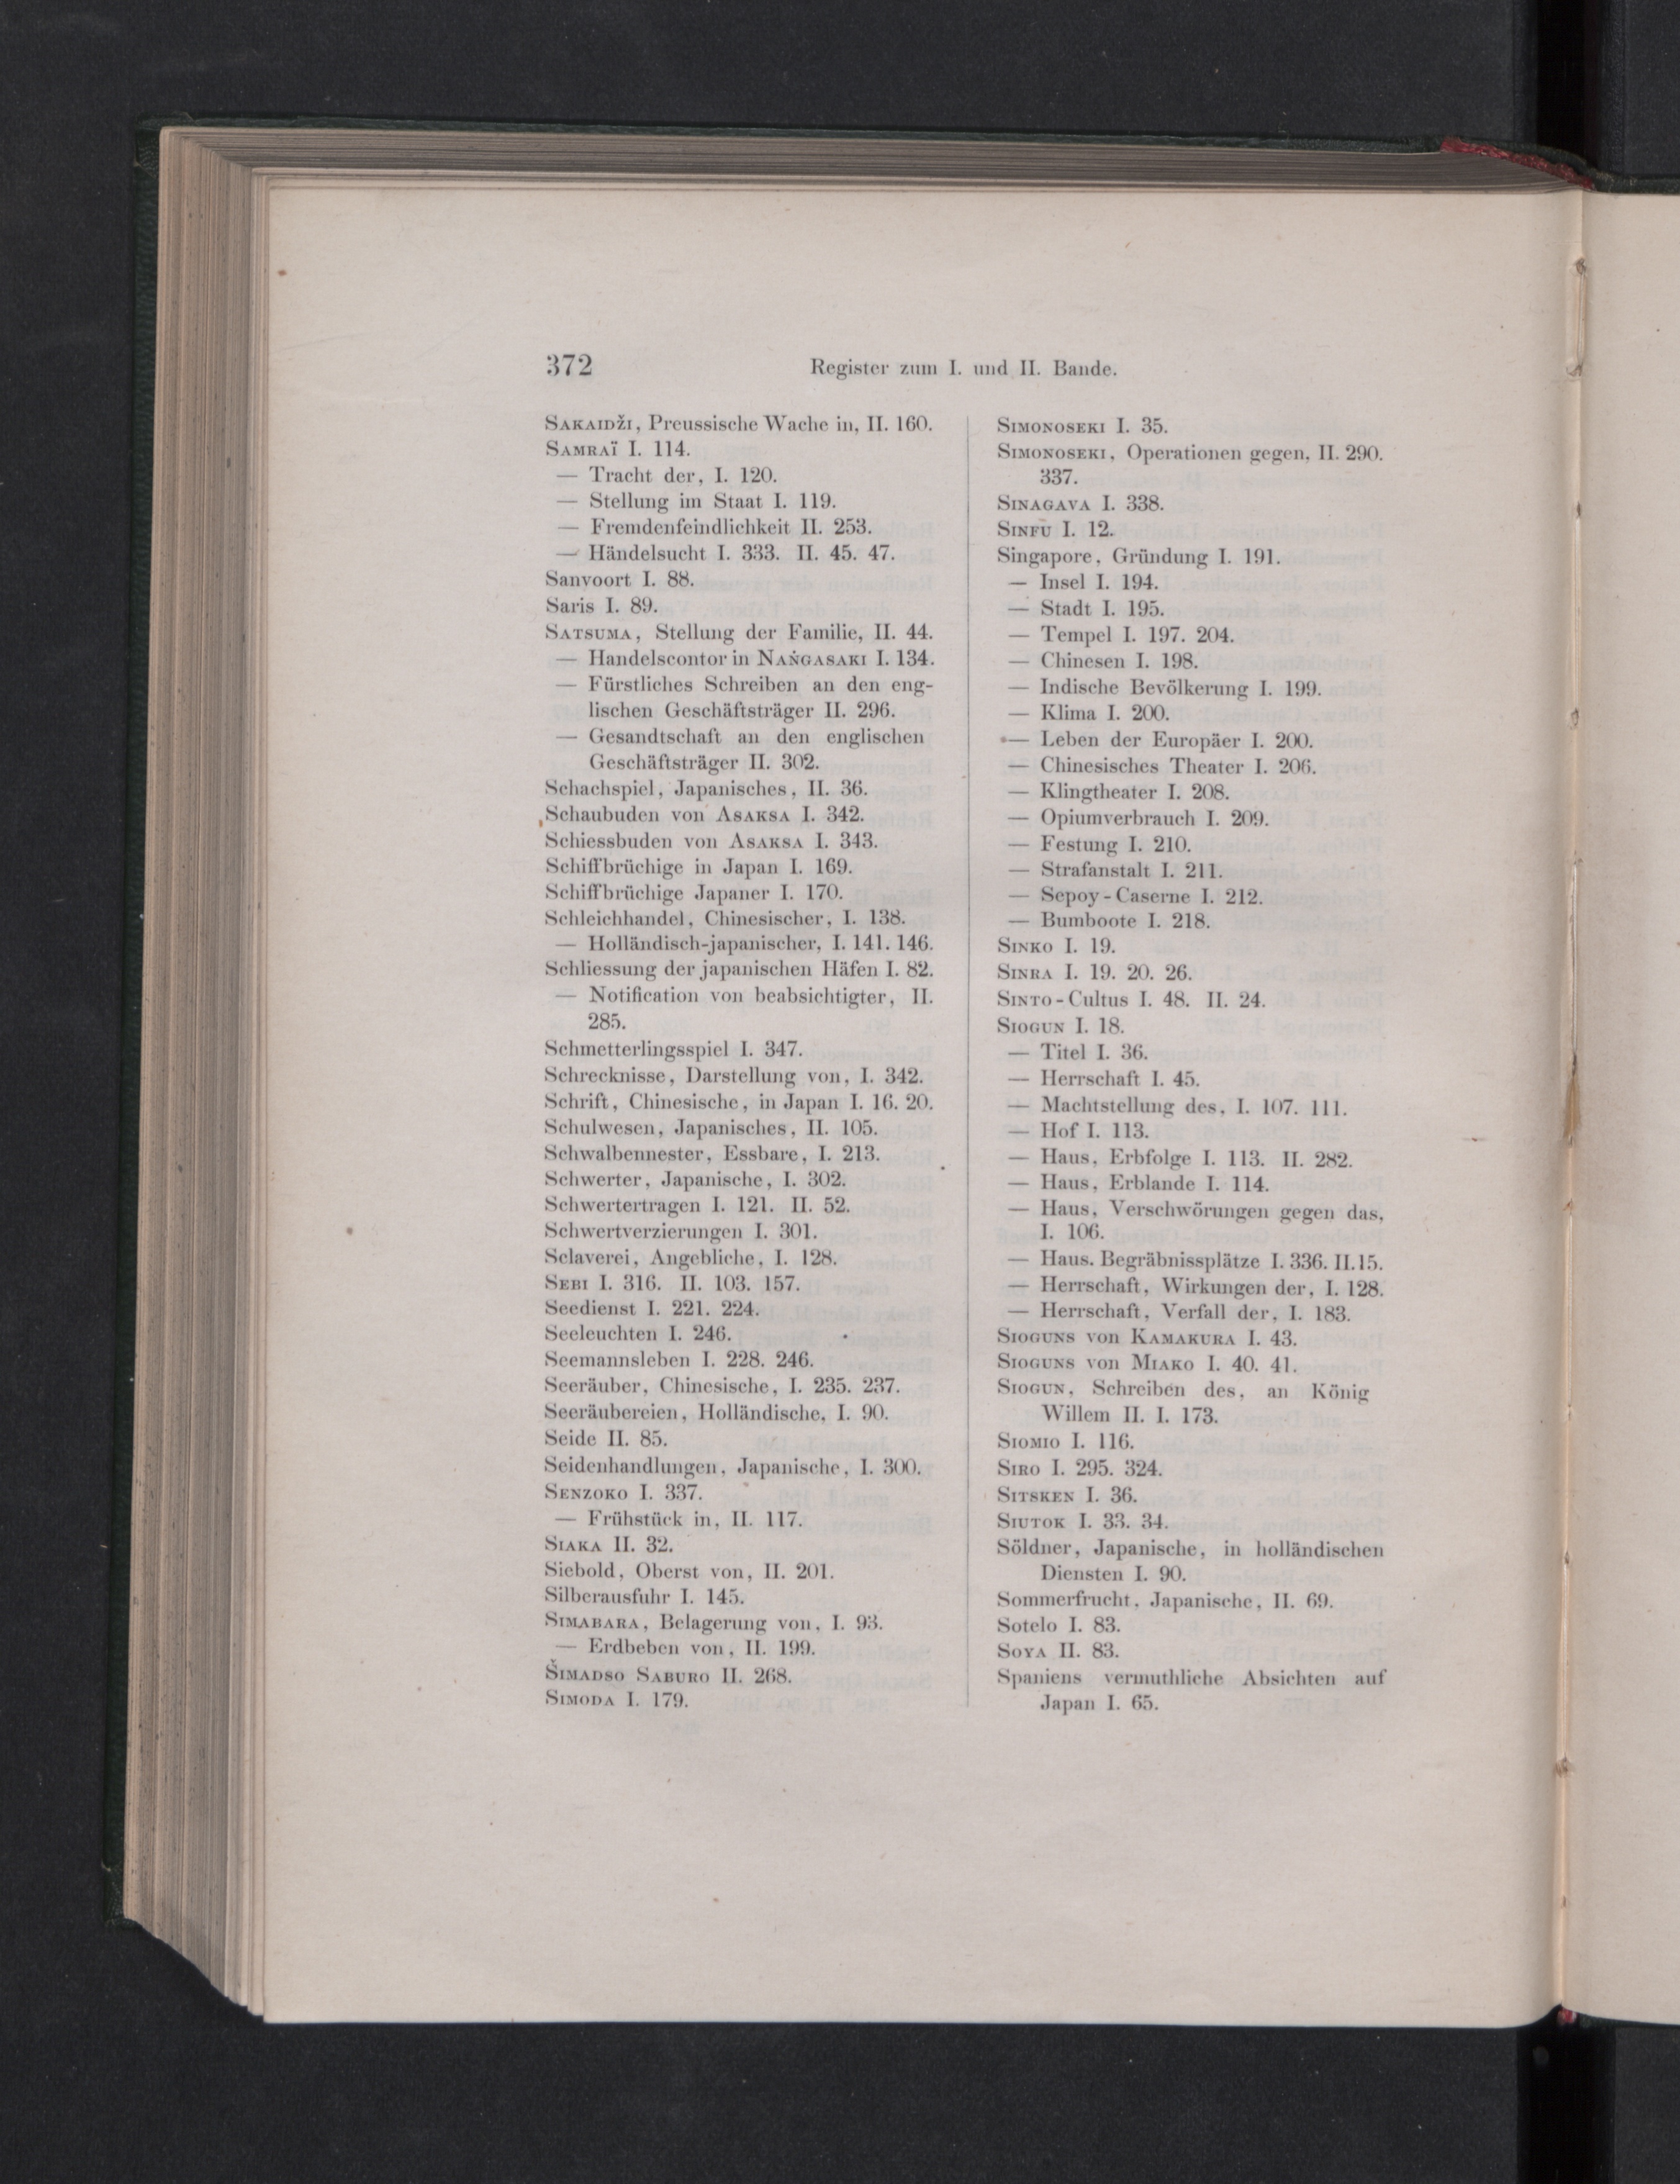 372
Register zum I. und II. Bande.
SAKAIDŽI, Preussische Wache in, II. 160.
SAMRAÏ I. 114.
— Tracht der, I. 120.
— Stellung im Staat I. 119.
— Fremdenfeindlichkeit II. 253.
— Händelsucht I. 333. II. 45. 47.
Sanvoort I. 88.
Saris I. 89.
SATSUMA, Stellung der Familie, II. 44.
— Handelscontor in NAṄGASAKI I. 134.
— Fürstliches Schreiben an den eng-
lischen Geschäftsträger II. 296.
— Gesandtschaft an den englischen
Geschäftsträger II. 302.
Schachspiel, Japanisches, II. 36.
Schaubuden von ASAKSA I. 342.
Schiessbuden von ASAKSA I. 343.
Schiffbrüchige in Japan I. 169.
Schiffbrüchige Japaner I. 170.
Schleichhandel, Chinesischer, I. 138.
— Holländisch-japanischer, I. 141. 146.
Schliessung der japanischen Häfen I. 82.
— Notification von beabsichtigter, II.
285.
Schmetterlingsspiel I. 347.
Schrecknisse, Darstellung von, I. 342.
Schrift, Chinesische, in Japan I. 16. 20.
Schulwesen, Japanisches, II. 105.
Schwalbennester, Essbare, I. 213.
Schwerter, Japanische, I. 302.
Schwertertragen I. 121. II. 52.
Schwertverzierungen I. 301.
Sclaverei, Angebliche, I. 128.
SEBI I. 316. II. 103. 157.
Seedienst I. 221. 224.
Seeleuchten I. 246.
Seemannsleben I. 228. 246.
Seeräuber, Chinesische, I. 235. 237.
Seeräubereien, Holländische, I. 90.
Seide II. 85.
Seidenhandlungen, Japanische, I. 300.
SENZOKO I. 337.
— Frühstück in, II. 117.
SIAKA II. 32.
Siebold, Oberst von, II. 201.
Silberausfuhr I. 145.
SIMABARA, Belagerung von, I. 93.
— Erdbeben von, II. 199.
ŠIMADSO SABURO II. 268.
SIMODA I. 179.
SIMONOSEKI I. 35.
SIMONOSEKI, Operationen gegen, II. 290.
337.
SINAGAVA I. 338.
SINFU I. 12.
Singapore, Gründung I. 191.
— Insel I. 194.
— Stadt I. 195.
— Tempel I. 197. 204.
— Chinesen I. 198.
— Indische Bevölkerung I. 199.
— Klima I. 200.
— Leben der Europäer I. 200.
— Chinesisches Theater I. 206.
— Klingtheater I. 208.
— Opiumverbrauch I. 209.
— Festung I. 210.
— Strafanstalt I. 211.
— Sepoy-Caserne I. 212.
— Bumboote I. 218.
SINKO I. 19.
SINRA I. 19. 20. 26.
SINTO-Cultus I. 48. II. 24.
SIOGUN I. 18.
— Titel I. 36.
— Herrschaft I. 45.
— Machtstellung des, I. 107. 111.
— Hof I. 113.
— Haus, Erbfolge I. 113. II. 282.
— Haus, Erblande I. 114.
— Haus, Verschwörungen gegen das,
I. 106.
— Haus. Begräbnissplätze I. 336. II. 15.
— Herrschaft, Wirkungen der, I. 128.
— Herrschaft, Verfall der, I. 183.
SIOGUNS von KAMAKURA I. 43.
SIOGUNS von MIAKO I. 40. 41.
SIOGUN, Schreiben des, an König
Willem II. I. 173.
SIOMIO I. 116.
SIRO I. 295. 324.
SITSKEN I. 36.
SIUTOK I. 33. 34.
Söldner, Japanische, in holländischen
Diensten I. 90.
Sommerfrucht, Japanische, II. 69.
Sotelo I. 83.
SOYA II. 83.
Spaniens vermuthliche Absichten auf
Japan I. 65.